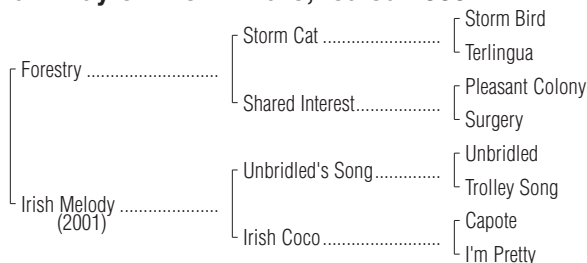 Storm Bird
Storm Cat ........................
Terlingua
Forestry ...................................
Pleasant Colony
Shared Interest....................
Surgery
Unbridled
Unbridled's Song...............
Trolley Song
Irish Melody ..........................
(2001)
Capote
Irish Coco ...........................
I'm Pretty